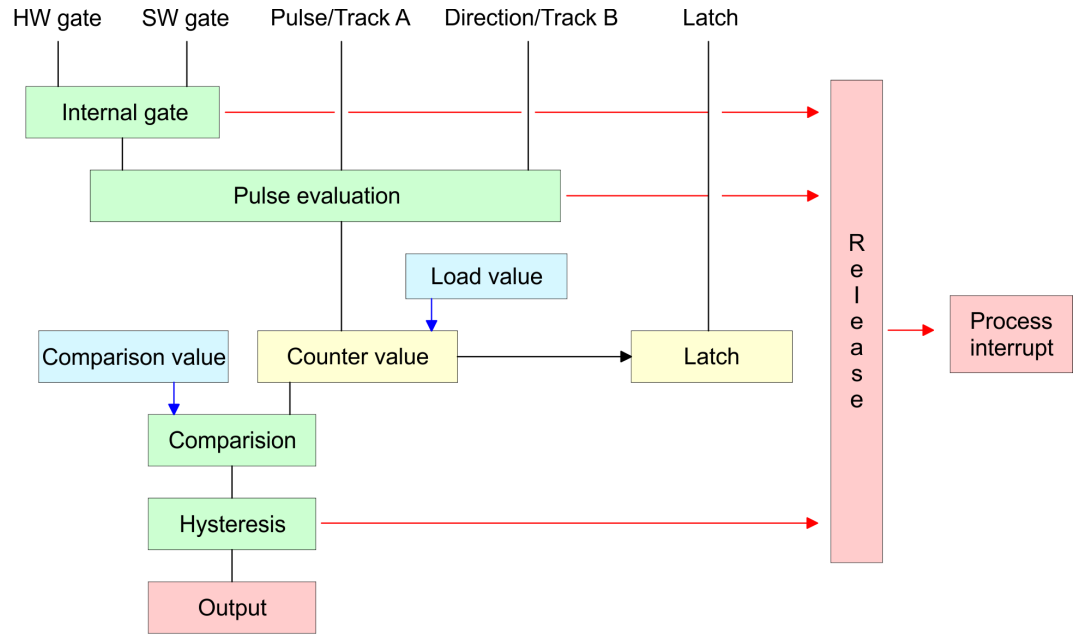 HW gate
SW gate
Pulse/Track A
Direction/Track B
Latch
Internal gate
Pulse evaluation
Load value
Comparison value
Counter value
Latch
Comparision
Hysteresis
Output
Release
Process
interrupt